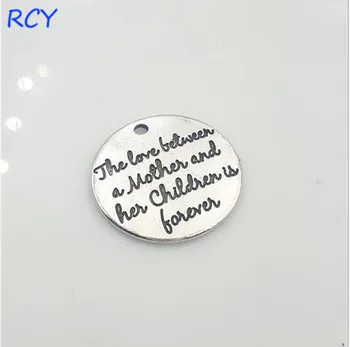 RCY
The love between
a Mother and
her Children is
forever